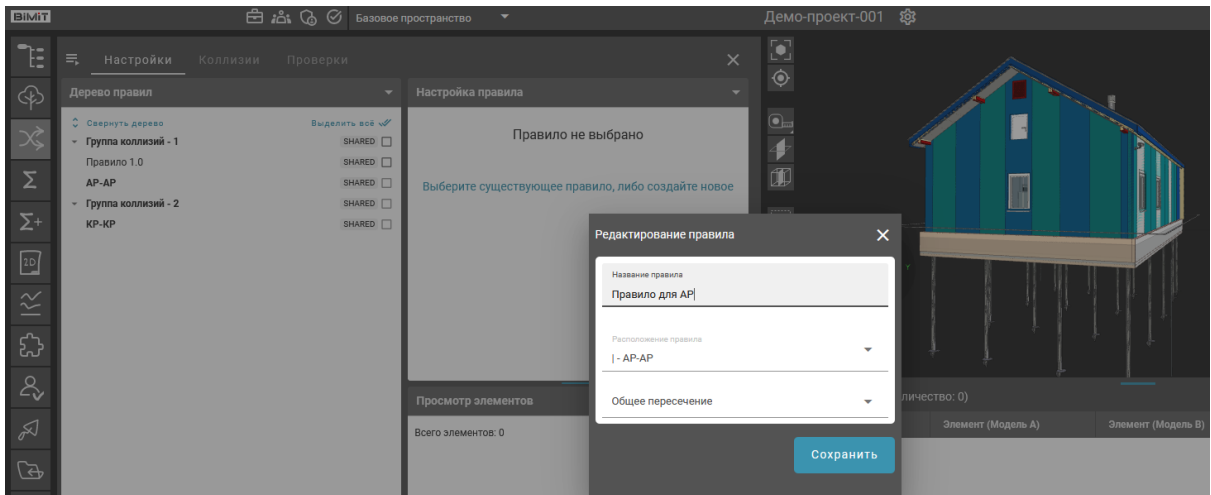 BIMiT
Базовое пространство
Демо-проект-001
Настройки Коллизии Проверки
Дерево правил
Настройка правила
Свернуть дерево Выделить всё
Группа коллизий - 1 SHARED
Правило 1.0 SHARED
АР-АР SHARED
Группа коллизий - 2 SHARED
КР-КР SHARED
Правило не выбрано
Выберите существующее правило, либо создайте новое
2D
Y
Редактирование правила
Название правила
Правило для АР
Расположение правила
| - АР-АР
Общее пересечение
Сохранить
Просмотр элементов
Всего элементов: 0
личество: 0)
Элемент (Модель A) Элемент (Модель B)